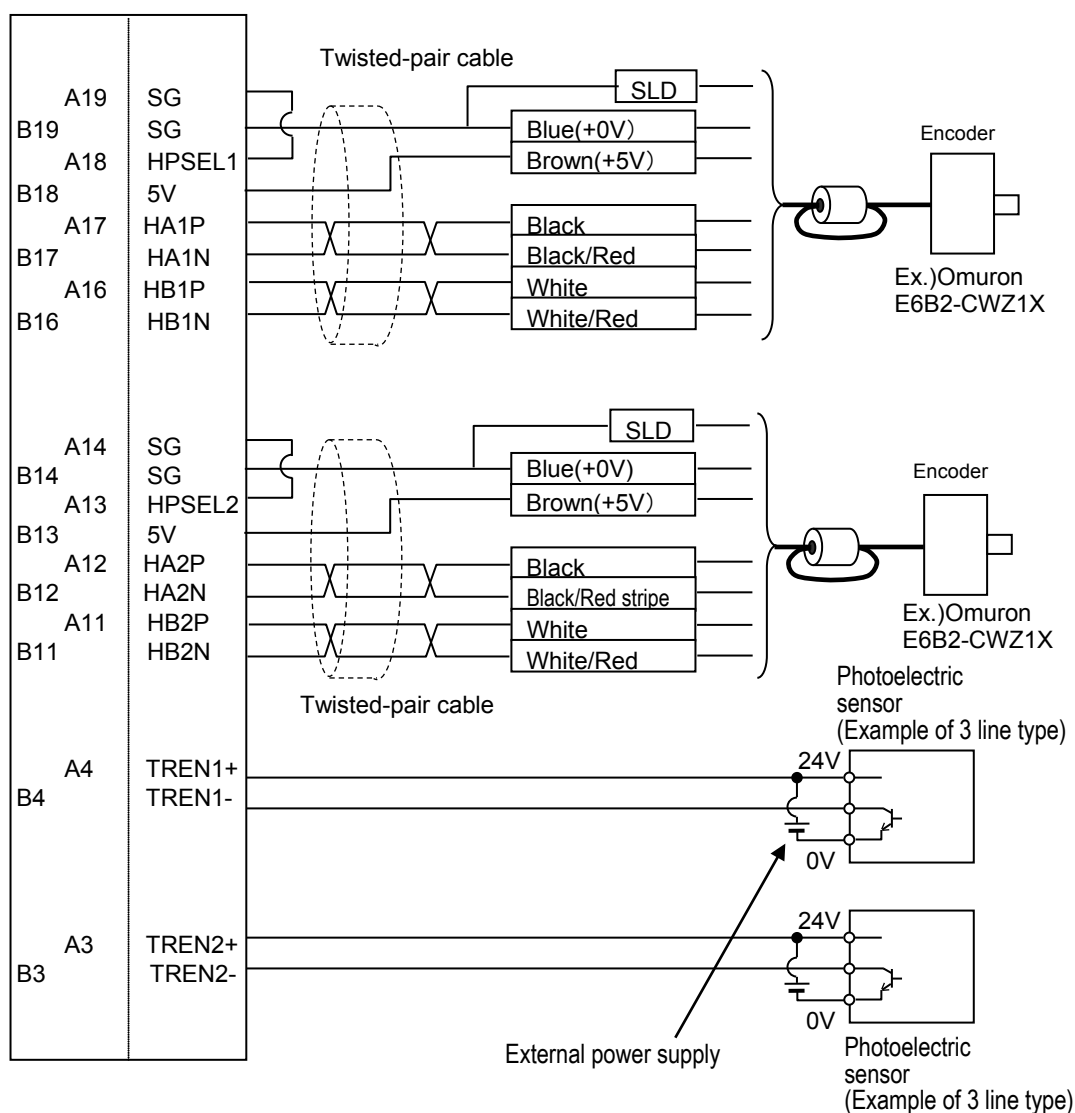 Twisted-pair cable
A19 SG
SLD
B19 SG
Blue(+0V)
Encoder
A18 HPSEL1
Brown(+5V)
B18 5V
A17 HA1P
Black
B17 HA1N
Black/Red
A16 HB1P
White
B16 HB1N
White/Red
Ex.)Omuron
E6B2-CWZ1X
A14 SG
SLD
B14 SG
Blue(+0V)
Encoder
A13 HPSEL2
Brown(+5V)
B13 5V
A12 HA2P
Black
B12 HA2N
Black/Red stripe
A11 HB2P
White
B11 HB2N
White/Red
Ex.)Omuron
E6B2-CWZ1X
Twisted-pair cable
Photoelectric
sensor
(Example of 3 line type)
A4 TREN1+
24V
B4 TREN1-
0V
A3 TREN2+
24V
B3 TREN2-
0V
External power supply
Photoelectric
sensor
(Example of 3 line type)